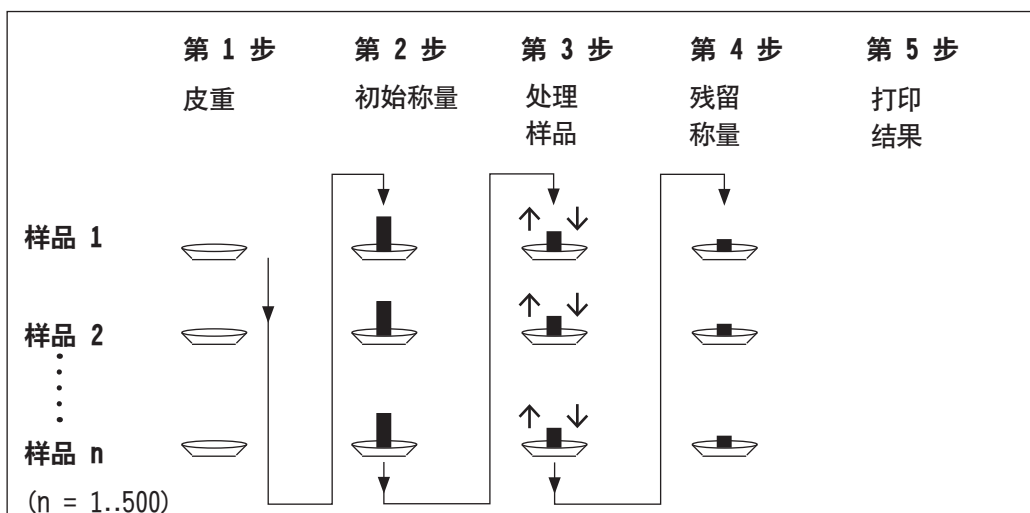 第 1 步 第 2 步 第 3 步 第 4 步 第 5 步
皮重 初始称量 处理 残留 打印
样品 称量 结果
样品 1
样品 2
样品 n
(n = 1..500)